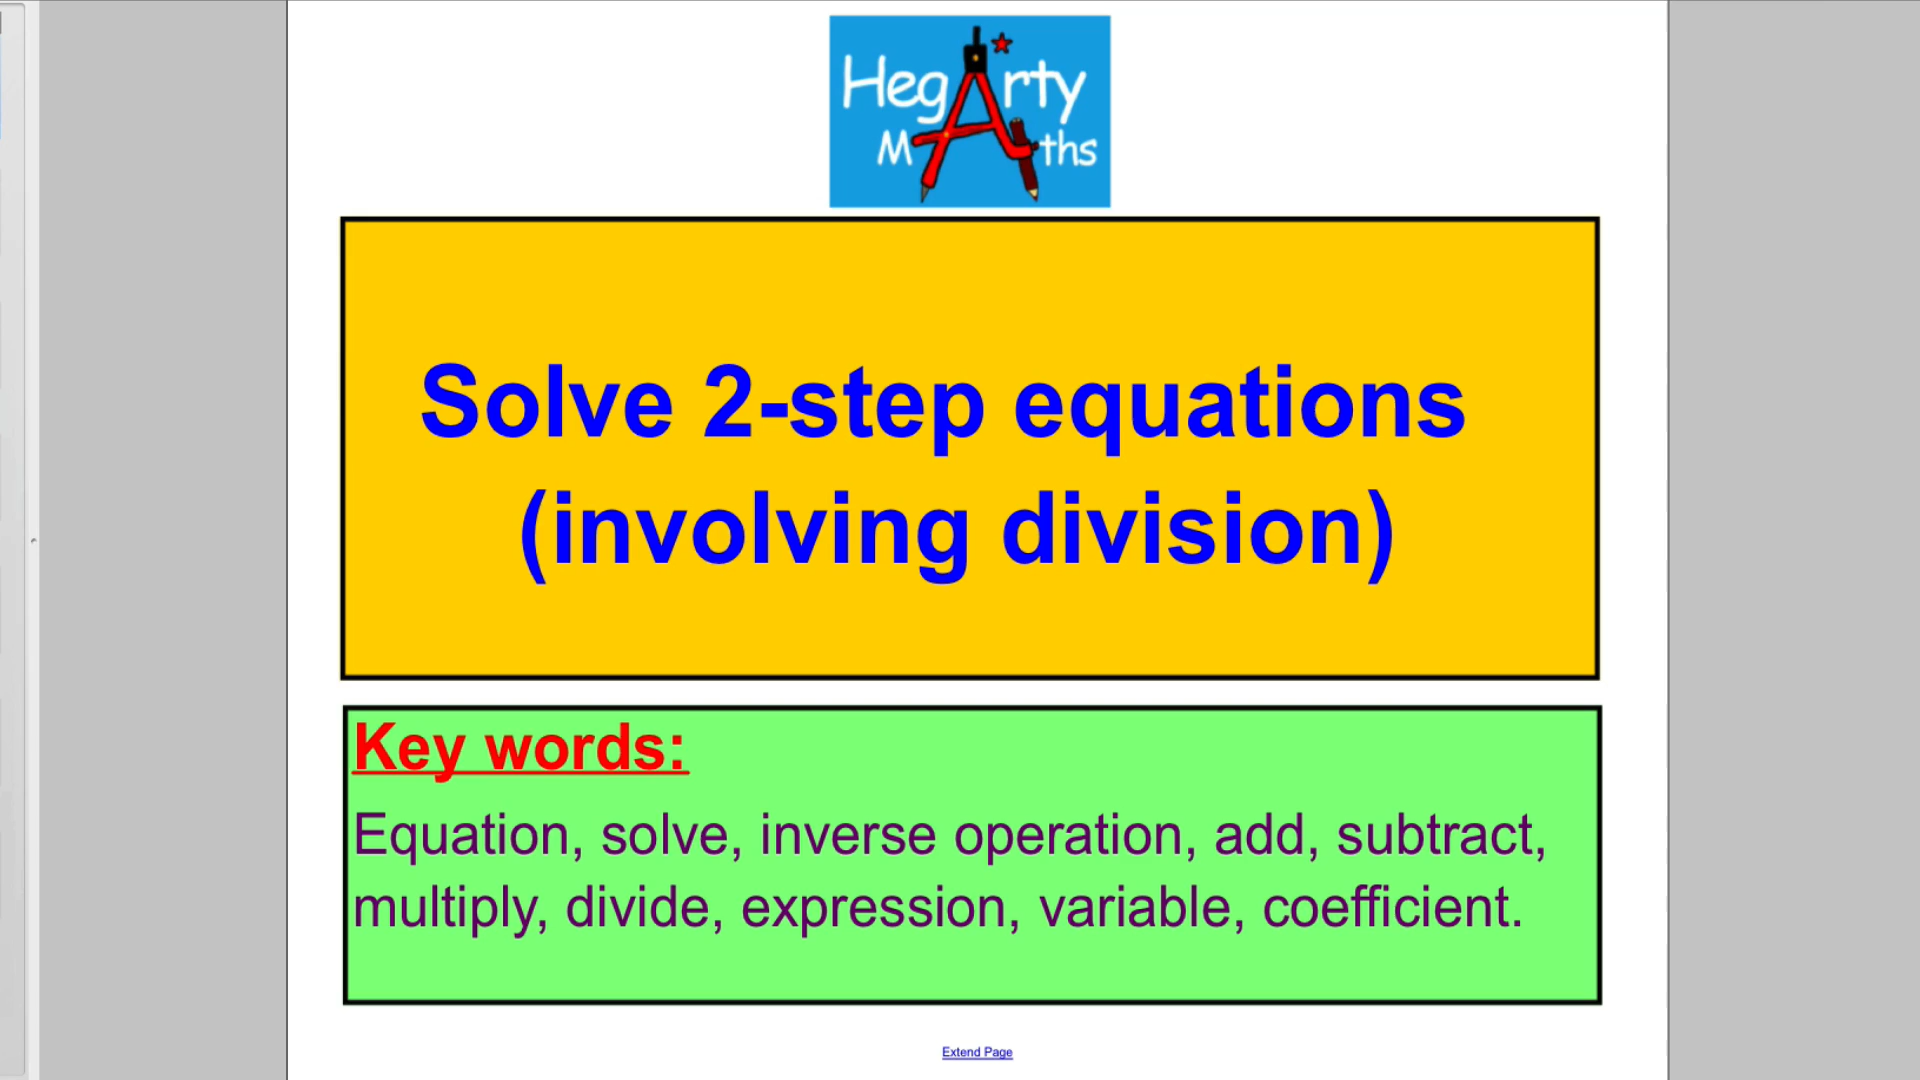 HegArty
MAths
Solve 2-step equations
(involving division)
Key words:
Equation, solve, inverse operation, add, subtract,
multiply, divide, expression, variable, coefficient.
Extend Page